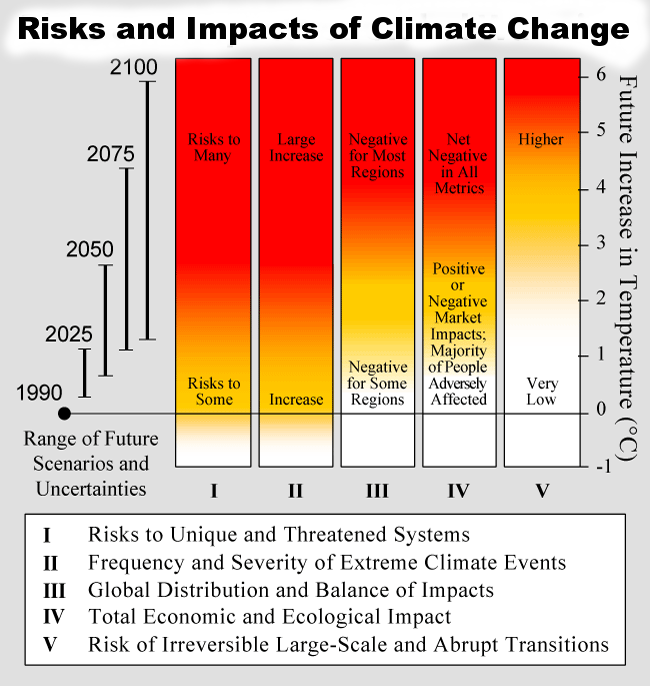 Risks and Impacts of Climate Change
2100
2075
2050
2025
1990
Range of Future
Scenarios and
Uncertainties
Risks to
Many
Risks to
Some
Large
Increase
Increase
Negative
for Most
Regions
Negative
for Some
Regions
Net
Negative
in All
Metrics
Positive
or
Negative
Market
Impacts;
Majority
of People
Adversely
Affected
Higher
Very
Low
6
5
4
3
2
1
0
-1
Future Increase in Temperature (°C)
I
II
III
IV
V
I Risks to Unique and Threatened Systems
II Frequency and Severity of Extreme Climate Events
III Global Distribution and Balance of Impacts
IV Total Economic and Ecological Impact
V Risk of Irreversible Large-Scale and Abrupt Transitions